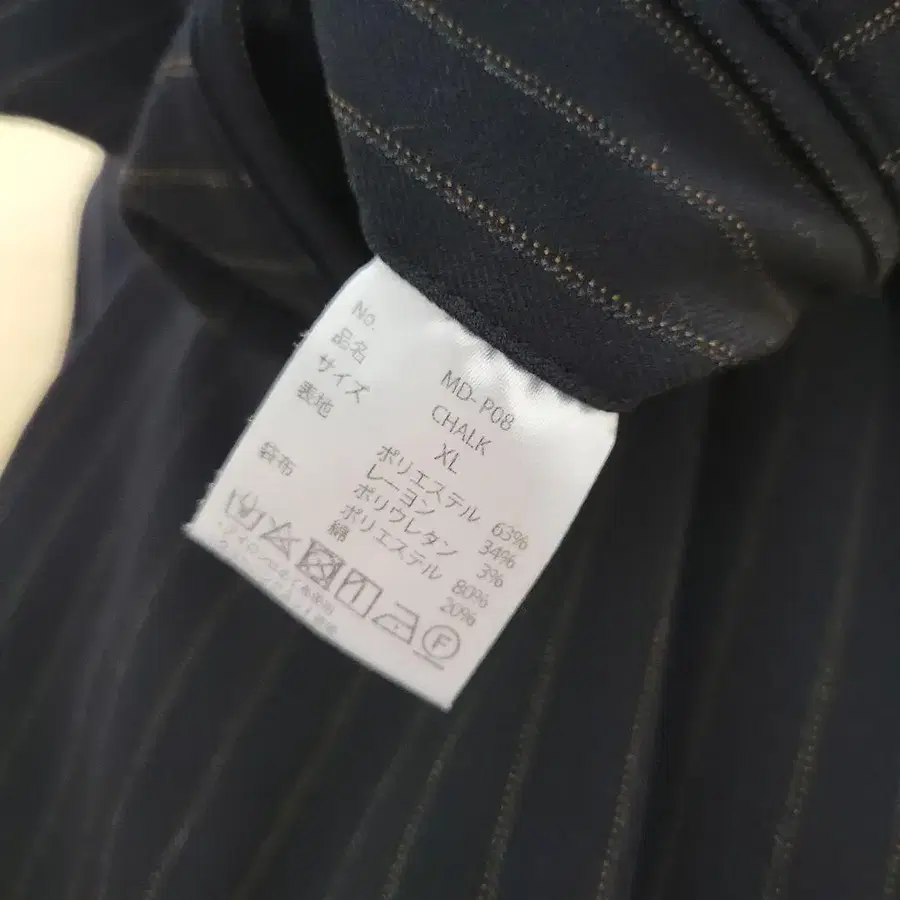 No. MD-P08
品名 CHALK
サイズ XL
表地 ポリエステル 63%
レーヨン 34%
ポリウレタン 3%
袋布 ポリエステル 80%
綿 20%
F